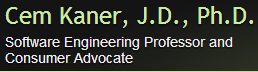 Cem Kaner, J.D., Ph.D.
Software Engineering Professor and
Consumer Advocate